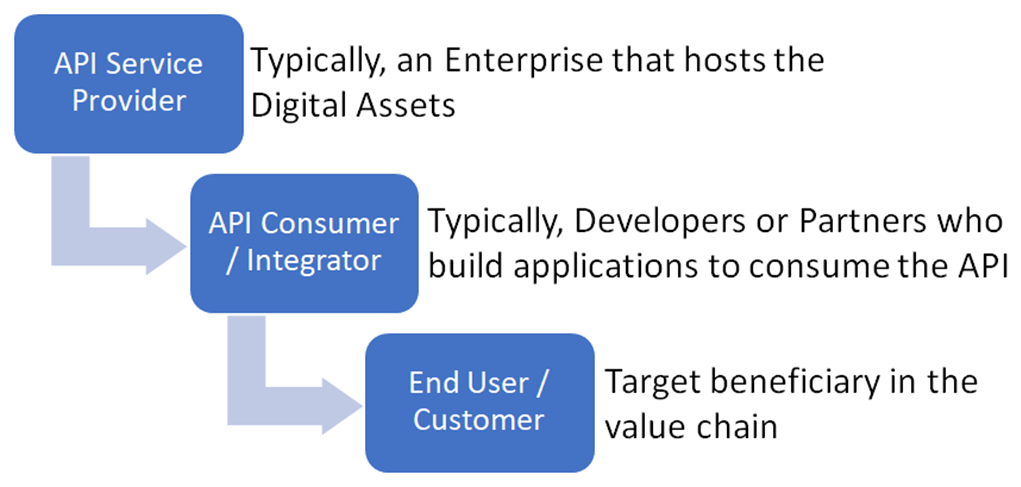 API Service
Provider
Typically, an Enterprise that hosts the
Digital Assets
API Consumer
/ Integrator
Typically, Developers or Partners who
build applications to consume the API
End User /
Customer
Target beneficiary in the
value chain